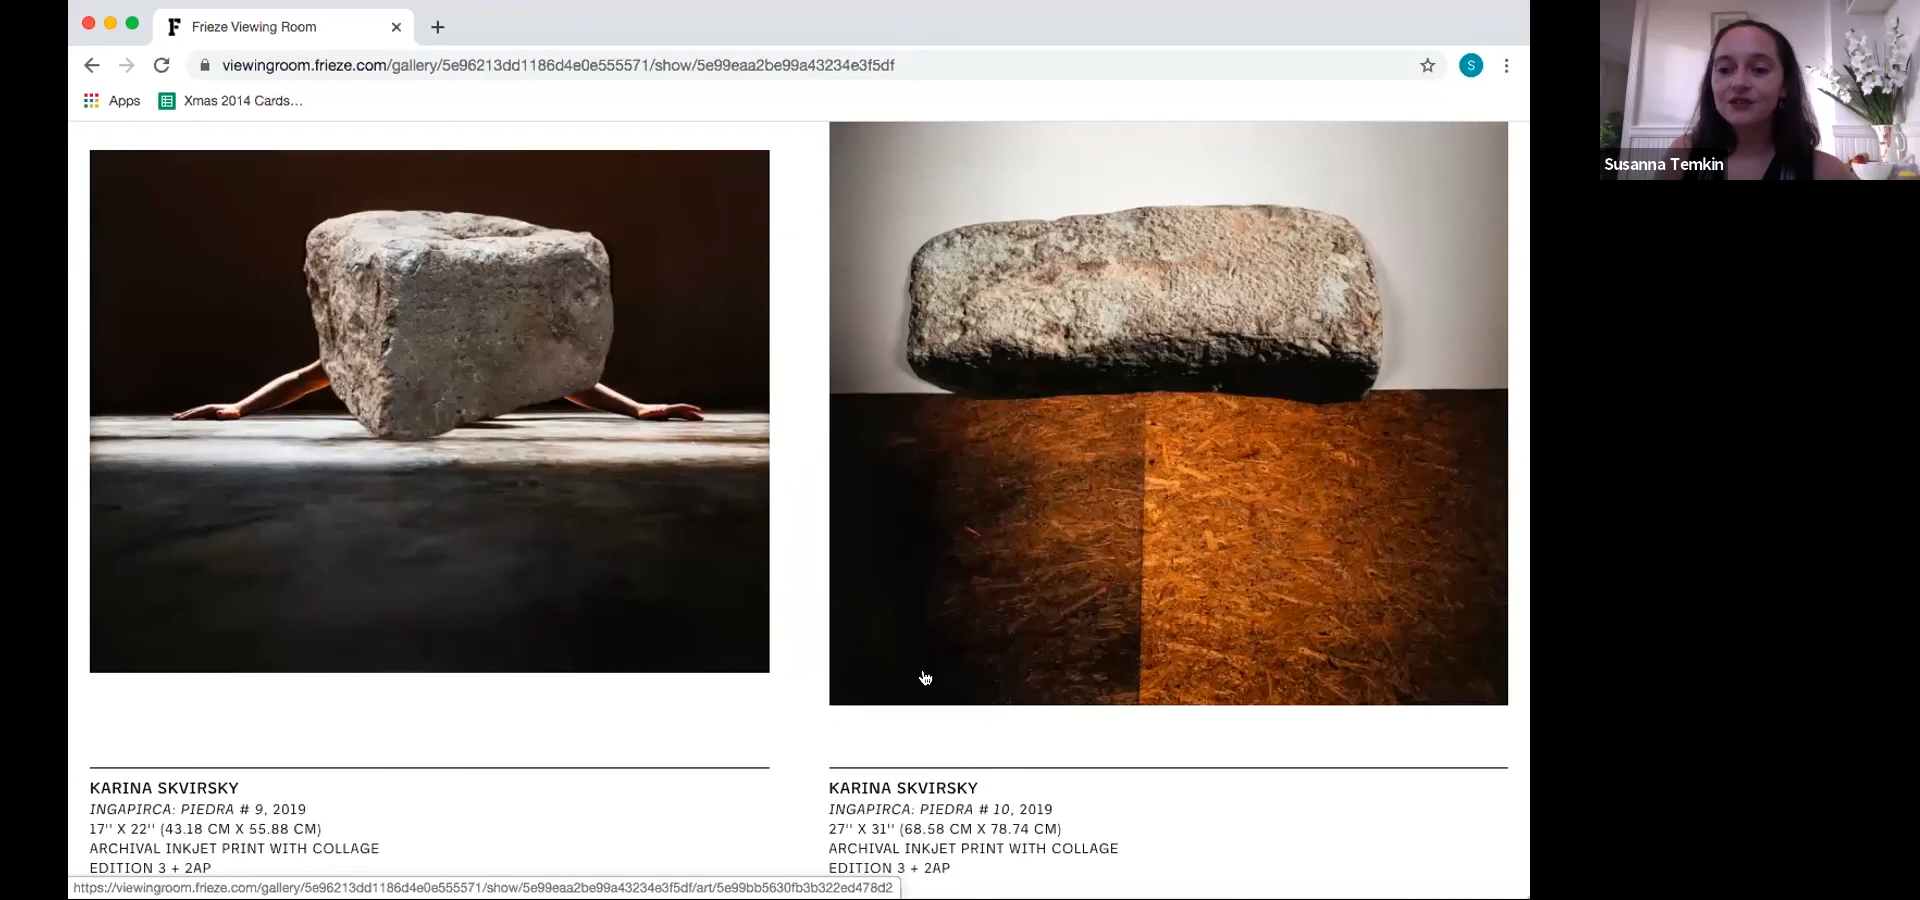 F Frieze Viewing Room
viewingroom.frieze.com/gallery/5e96213dd1186d4e0e555571/show/5e99eaa2be99a43234e3f5df
S
Apps Xmas 2014 Cards...
Susanna Temkin
KARINA SKVIRSKY
INGAPIRCA: PIEDRA # 9, 2019
17'' X 22'' (43.18 CM X 55.88 CM)
ARCHIVAL INKJET PRINT WITH COLLAGE
EDITION 3 + 2AP
KARINA SKVIRSKY
INGAPIRCA: PIEDRA # 10, 2019
27'' X 31'' (68.58 CM X 78.74 CM)
ARCHIVAL INKJET PRINT WITH COLLAGE
EDITION 3 + 2AP
https://viewingroom.frieze.com/gallery/5e96213dd1186d4e0e555571/show/5e99eaa2be99a43234e3f5df/art/5e99bb5630fb3b322ed478d2